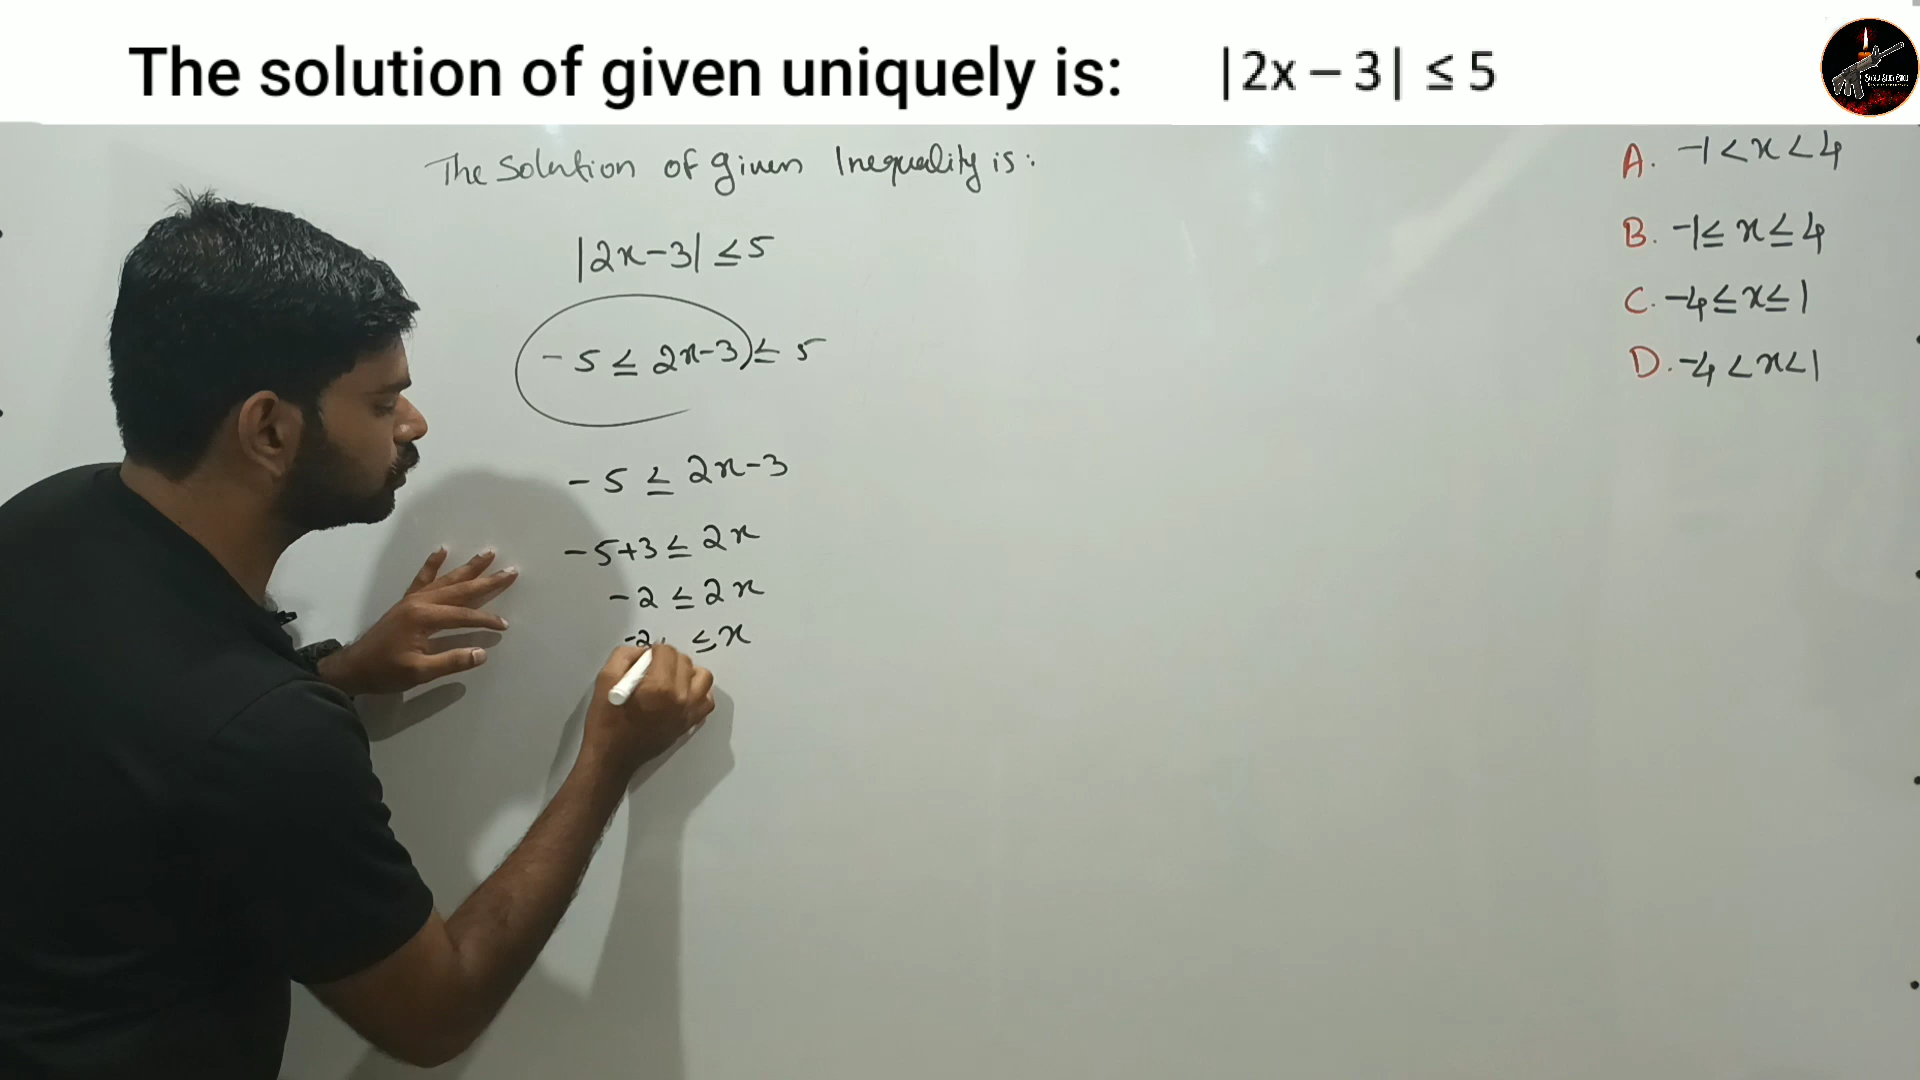 The solution of given uniquely is: |2x – 3| ≤ 5
The Solution of given Inequality is:
|2x-3| ≤ 5
-5 ≤ 2x-3 ≤ 5
-5 ≤ 2x-3
-5+3 ≤ 2x
-2 ≤ 2x
-2 ≤ x
A. -1 < x < 4
B. -1 ≤ x ≤ 4
C. -4 ≤ x ≤ 1
D. -4 < x < 1